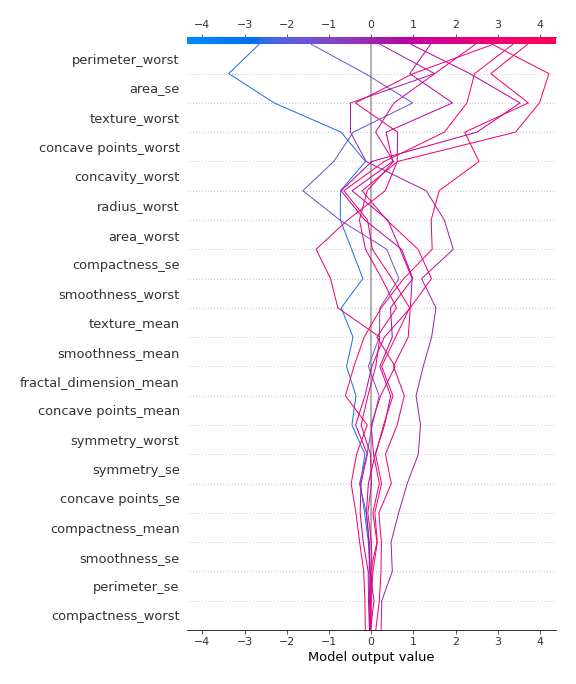 −4 −3 −2 −1 0 1 2 3 4
perimeter_worst
area_se
texture_worst
concave points_worst
concavity_worst
radius_worst
area_worst
compactness_se
smoothness_worst
texture_mean
smoothness_mean
fractal_dimension_mean
concave points_mean
symmetry_worst
symmetry_se
concave points_se
compactness_mean
smoothness_se
perimeter_se
compactness_worst
−4 −3 −2 −1 0 1 2 3 4
Model output value